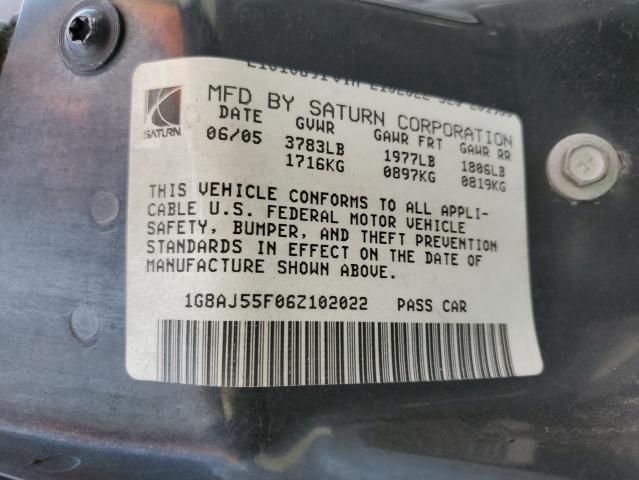 MFD BY SATURN CORPORATION
SATURN
DATE GVWR GAWR FRT GAWR RR
06/05 3783LB 1977LB 1806LB
1716KG 0897KG 0819KG
THIS VEHICLE CONFORMS TO ALL APPLI-
CABLE U.S. FEDERAL MOTOR VEHICLE
SAFETY, BUMPER, AND THEFT PREVENTION
STANDARDS IN EFFECT ON THE DATE OF
MANUFACTURE SHOWN ABOVE.
1G8AJ55F06Z102022 PASS CAR